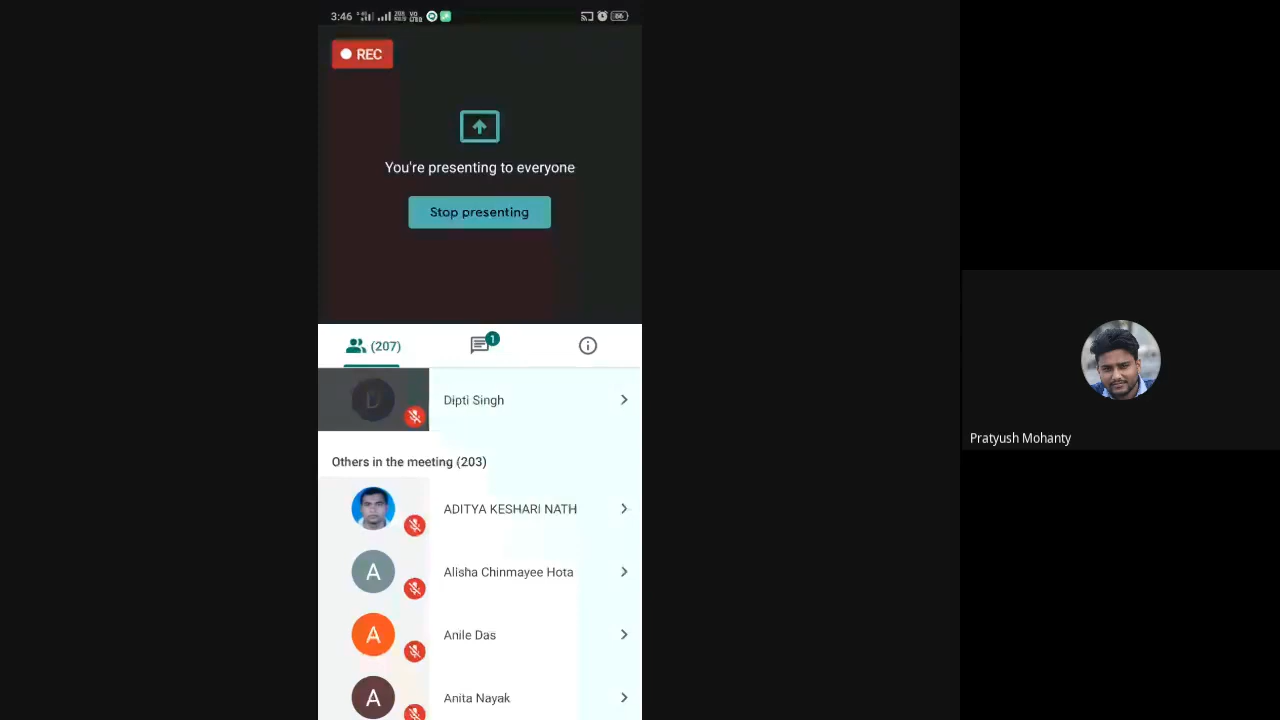 3:46
REC
You're presenting to everyone
Stop presenting
(207)
1
D
Dipti Singh
Others in the meeting (203)
ADITYA KESHARI NATH
A
Alisha Chinmayee Hota
A
Anile Das
A
Anita Nayak
Pratyush Mohanty